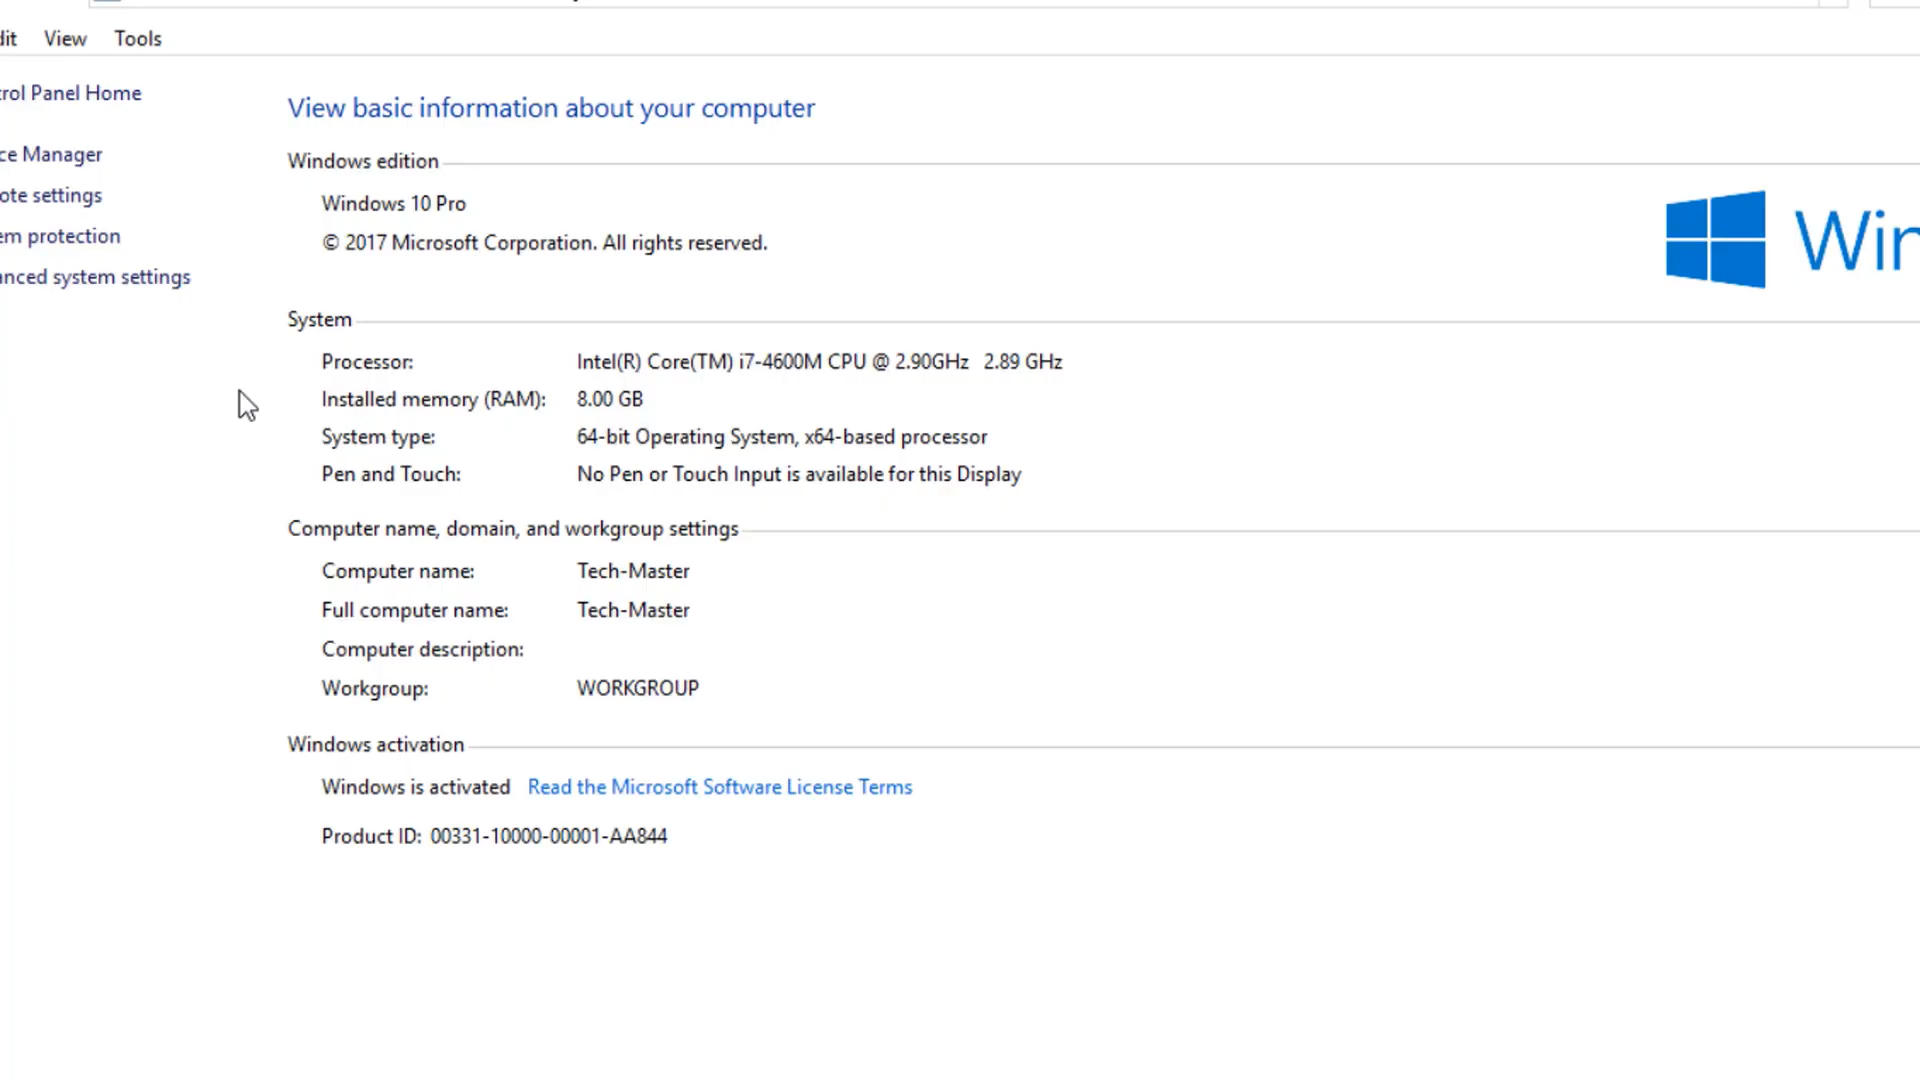 dit View Tools
trol Panel Home
ce Manager
ote settings
em protection
anced system settings
View basic information about your computer
Windows edition
Windows 10 Pro
© 2017 Microsoft Corporation. All rights reserved.
Win
System
Processor: Intel(R) Core(TM) i7-4600M CPU @ 2.90GHz 2.89 GHz
Installed memory (RAM): 8.00 GB
System type: 64-bit Operating System, x64-based processor
Pen and Touch: No Pen or Touch Input is available for this Display
Computer name, domain, and workgroup settings
Computer name: Tech-Master
Full computer name: Tech-Master
Computer description:
Workgroup: WORKGROUP
Windows activation
Windows is activated Read the Microsoft Software License Terms
Product ID: 00331-10000-00001-AA844